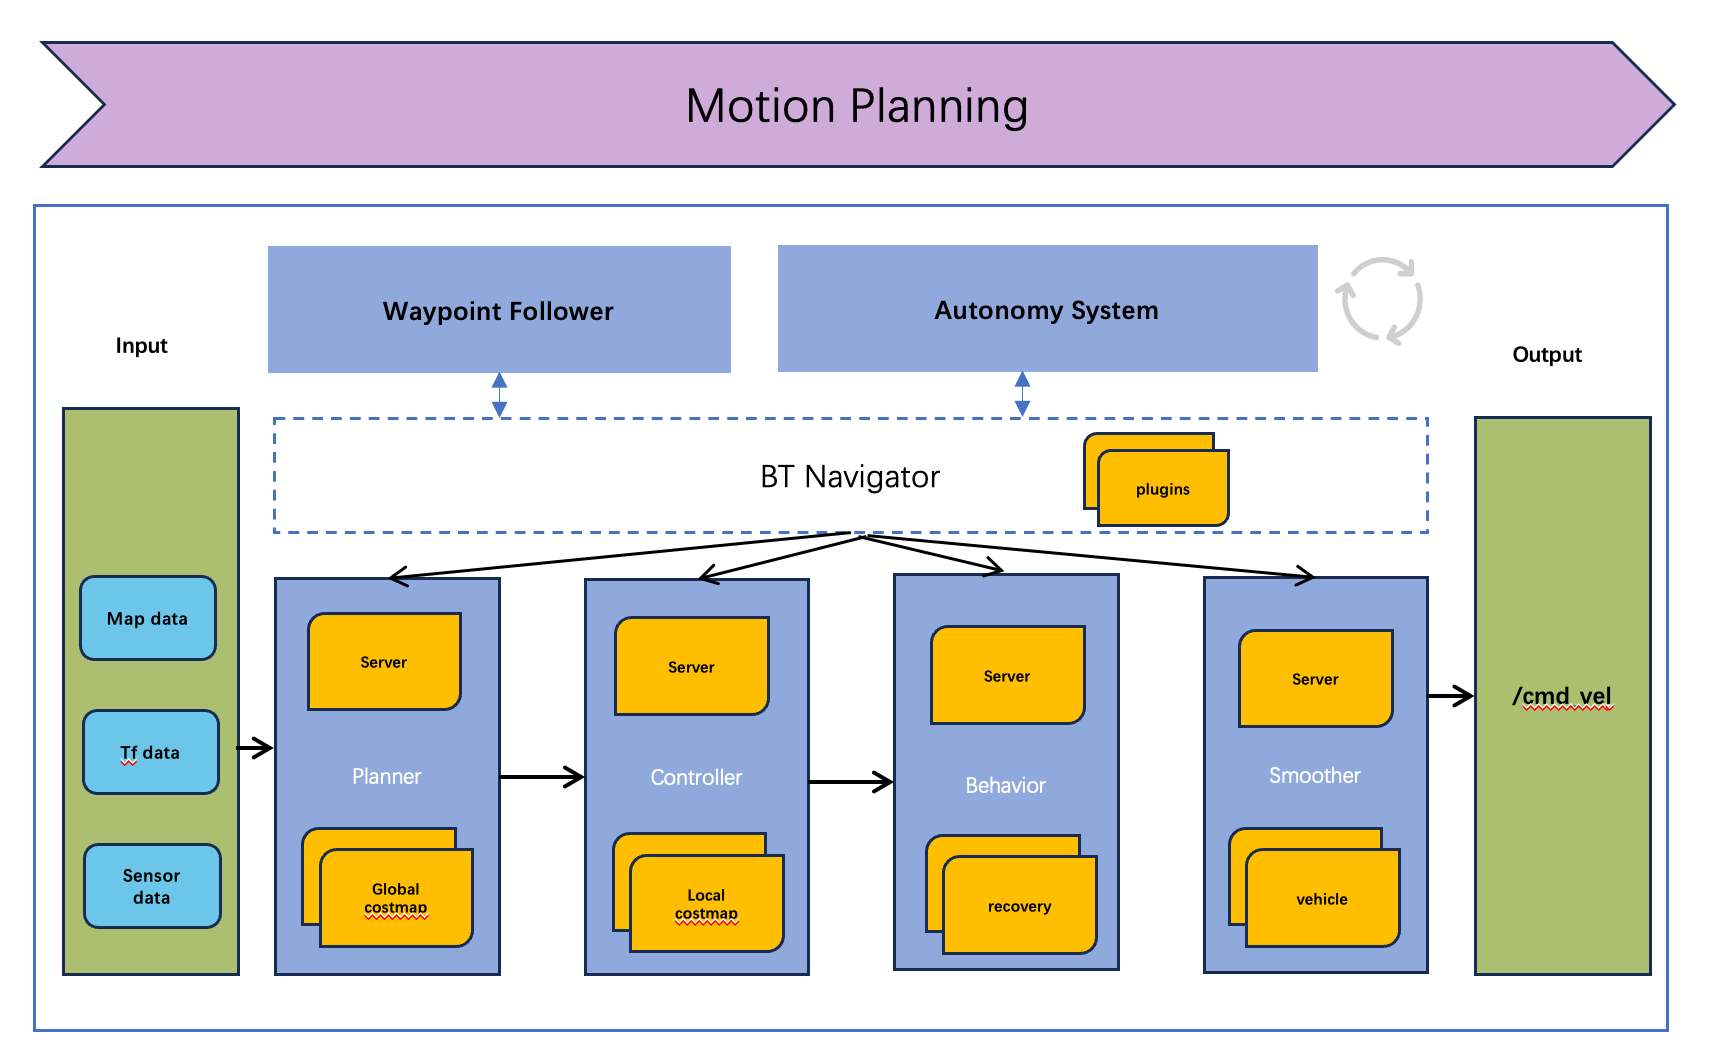 Motion Planning
Waypoint Follower
Autonomy System
Input
Output
BT Navigator
plugins
Map data
Tf data
Sensor
data
Server
Planner
Global
costmap
Server
Controller
Local
costmap
Server
Behavior
recovery
Server
Smoother
vehicle
/cmd_vel